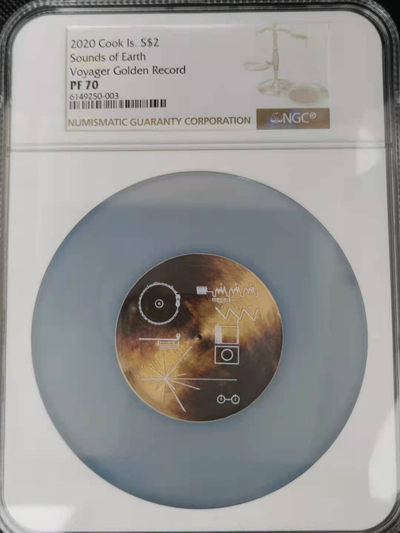 2020 Cook Is. S$2
Sounds of Earth
Voyager Golden Record
PF 70
6149250-003
NUMISMATIC GUARANTY CORPORATION NGC®